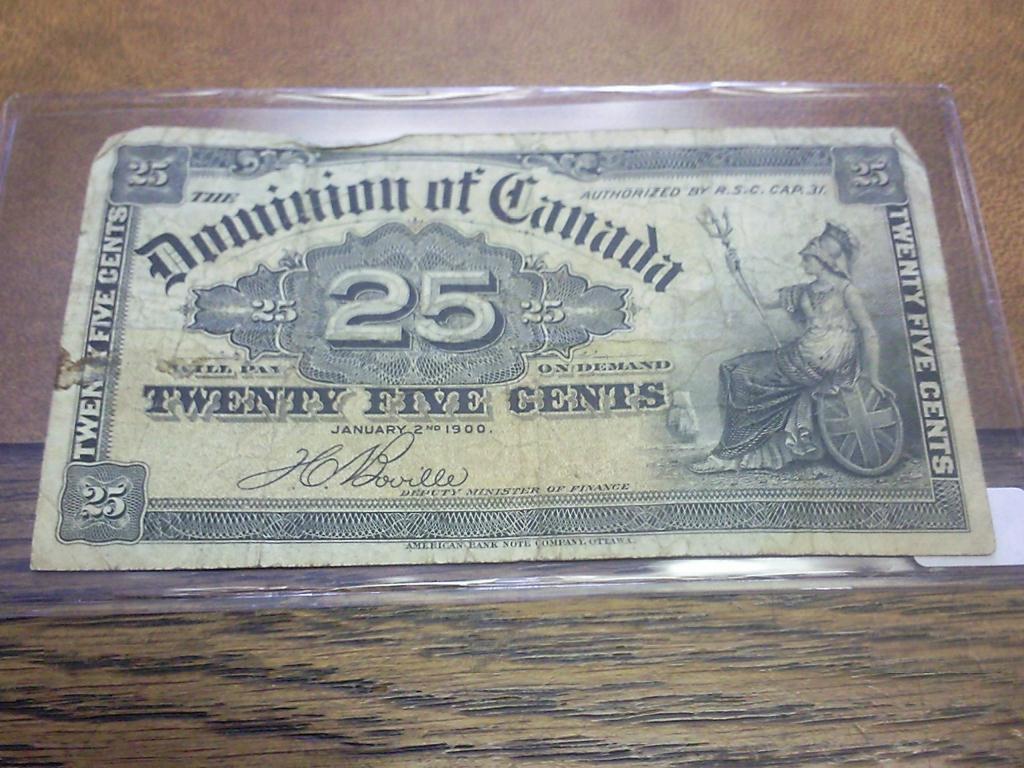 25
25
THE
Dominion of Canada
AUTHORIZED BY R.S.C. CAP. 31.
TWENTY FIVE CENTS
25
25
25
TWENTY FIVE CENTS
WILL PAY
ON DEMAND
TWENTY FIVE CENTS
JANUARY 2ND 1900.
J C Boville
DEPUTY MINISTER OF FINANCE
25
AMERICAN BANK NOTE COMPANY, OTTAWA.